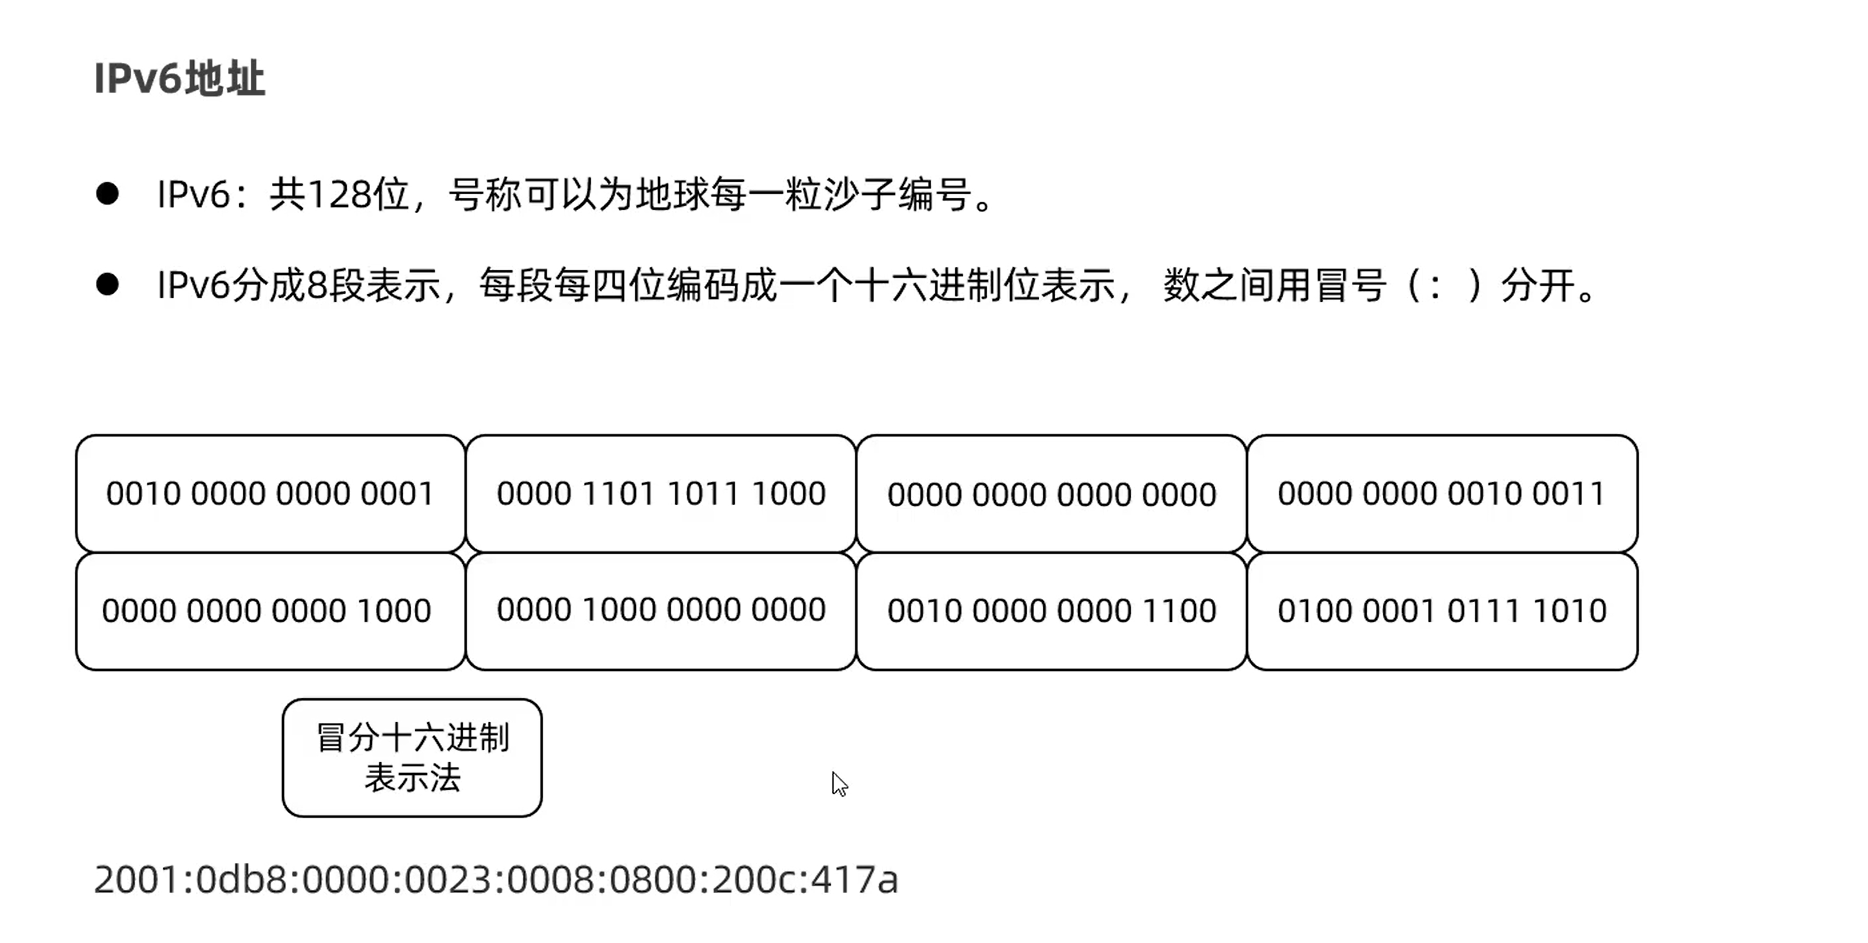 IPv6地址
● IPv6：共128位，号称可以为地球每一粒沙子编号。
● IPv6分成8段表示，每段每四位编码成一个十六进制位表示， 数之间用冒号（：）分开。
0010 0000 0000 0001 0000 1101 1011 1000 0000 0000 0000 0000 0000 0000 0010 0011
0000 0000 0000 1000 0000 1000 0000 0000 0010 0000 0000 1100 0100 0001 0111 1010
冒分十六进制
表示法
2001:0db8:0000:0023:0008:0800:200c:417a